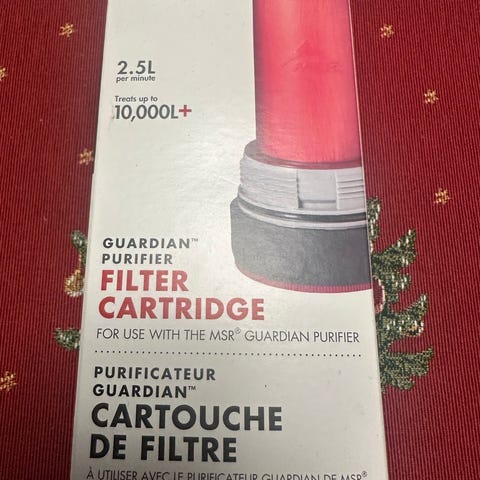 2.5L
per minute
Treats up to
10,000L+
GUARDIAN™
PURIFIER
FILTER
CARTRIDGE
FOR USE WITH THE MSR® GUARDIAN PURIFIER
PURIFICATEUR
GUARDIAN™
CARTOUCHE
DE FILTRE
À UTILISER AVEC LE PURIFICATEUR GUARDIAN DE MSR®